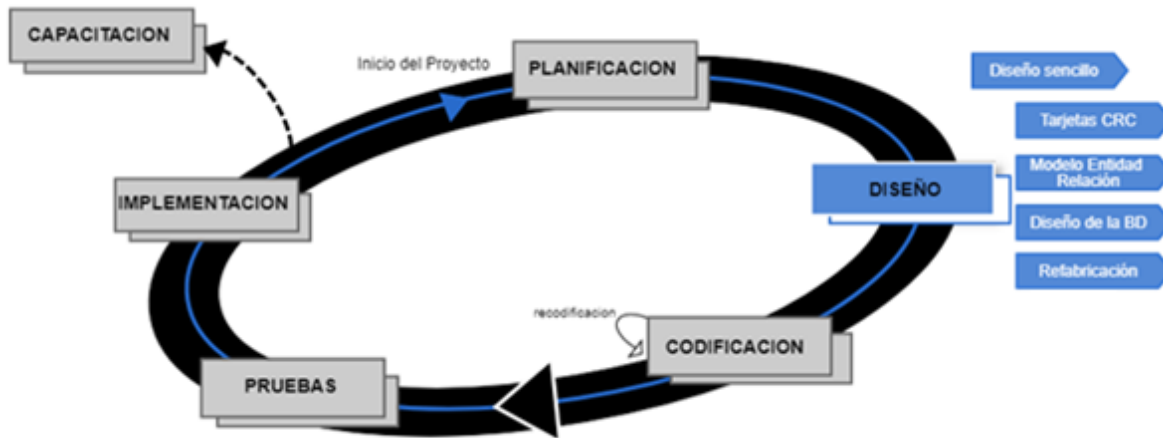 CAPACITACION
Inicio del Proyecto
PLANIFICACION
Diseño sencillo
Tarjetas CRC
Modelo Entidad
Relación
DISEÑO
Diseño de la BD
Refabricación
IMPLEMENTACION
recodificacion
CODIFICACION
PRUEBAS